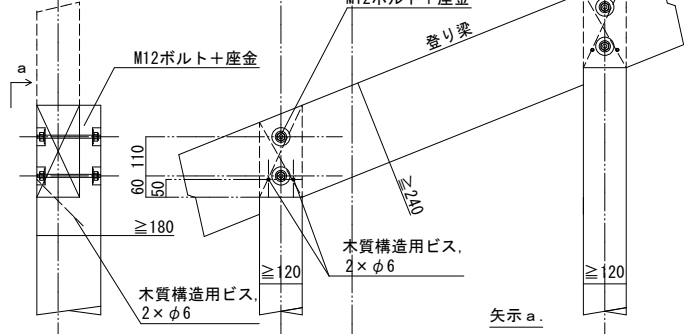 M12ボルト＋座金
登り梁
M12ボルト＋座金
a
110
60
50
≧180
≧240
木質構造用ビス,
2×φ6
≧120
≧120
木質構造用ビス,
2×φ6
矢示a.